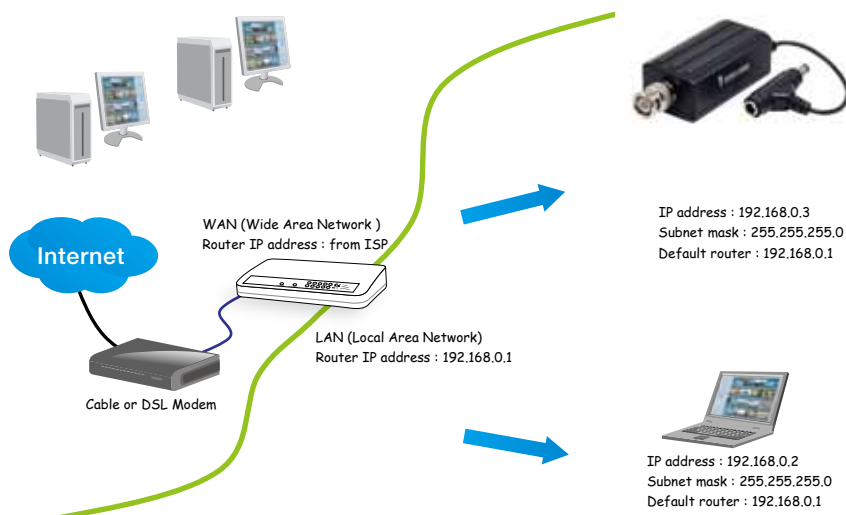 WAN (Wide Area Network )
Router IP address : from ISP
Internet
LAN (Local Area Network)
Router IP address : 192.168.0.1
Cable or DSL Modem
IP address : 192.168.0.3
Subnet mask : 255.255.255.0
Default router : 192.168.0.1
IP address : 192.168.0.2
Subnet mask : 255.255.255.0
Default router : 192.168.0.1